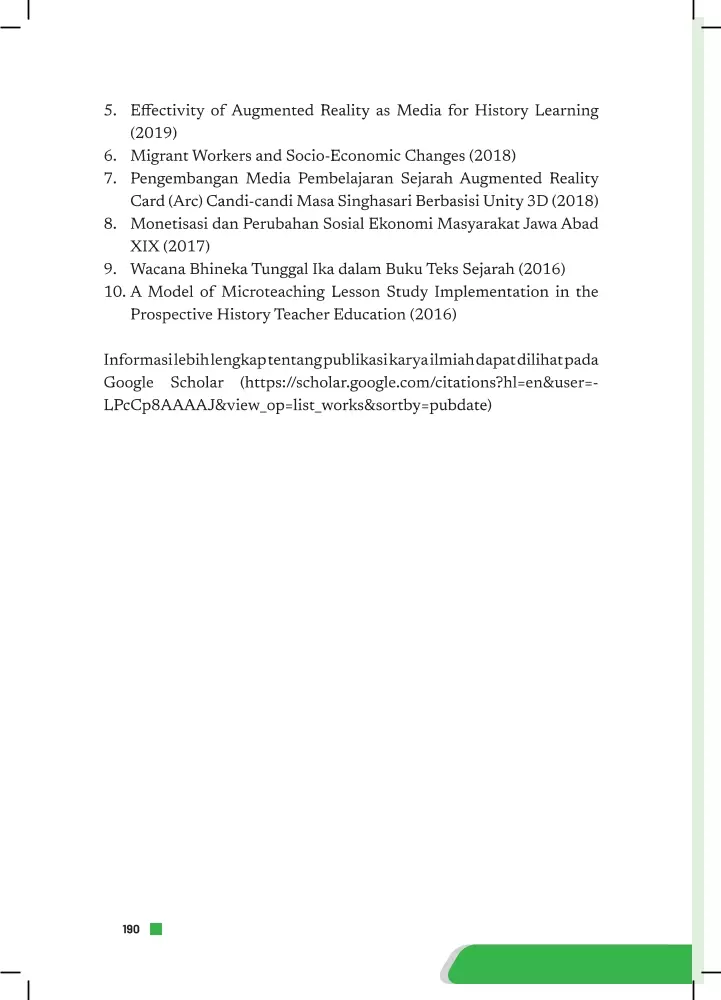 5. Effectivity of Augmented Reality as Media for History Learning
(2019)
6. Migrant Workers and Socio-Economic Changes (2018)
7. Pengembangan Media Pembelajaran Sejarah Augmented Reality
Card (Arc) Candi-candi Masa Singhasari Berbasisi Unity 3D (2018)
8. Monetisasi dan Perubahan Sosial Ekonomi Masyarakat Jawa Abad
XIX (2017)
9. Wacana Bhineka Tunggal Ika dalam Buku Teks Sejarah (2016)
10. A Model of Microteaching Lesson Study Implementation in the
Prospective History Teacher Education (2016)
Informasi lebih lengkap tentang publikasi karya ilmiah dapat dilihat pada
Google Scholar (https://scholar.google.com/citations?hl=en&user=-
LPcCp8AAAAJ&view_op=list_works&sortby=pubdate)
190